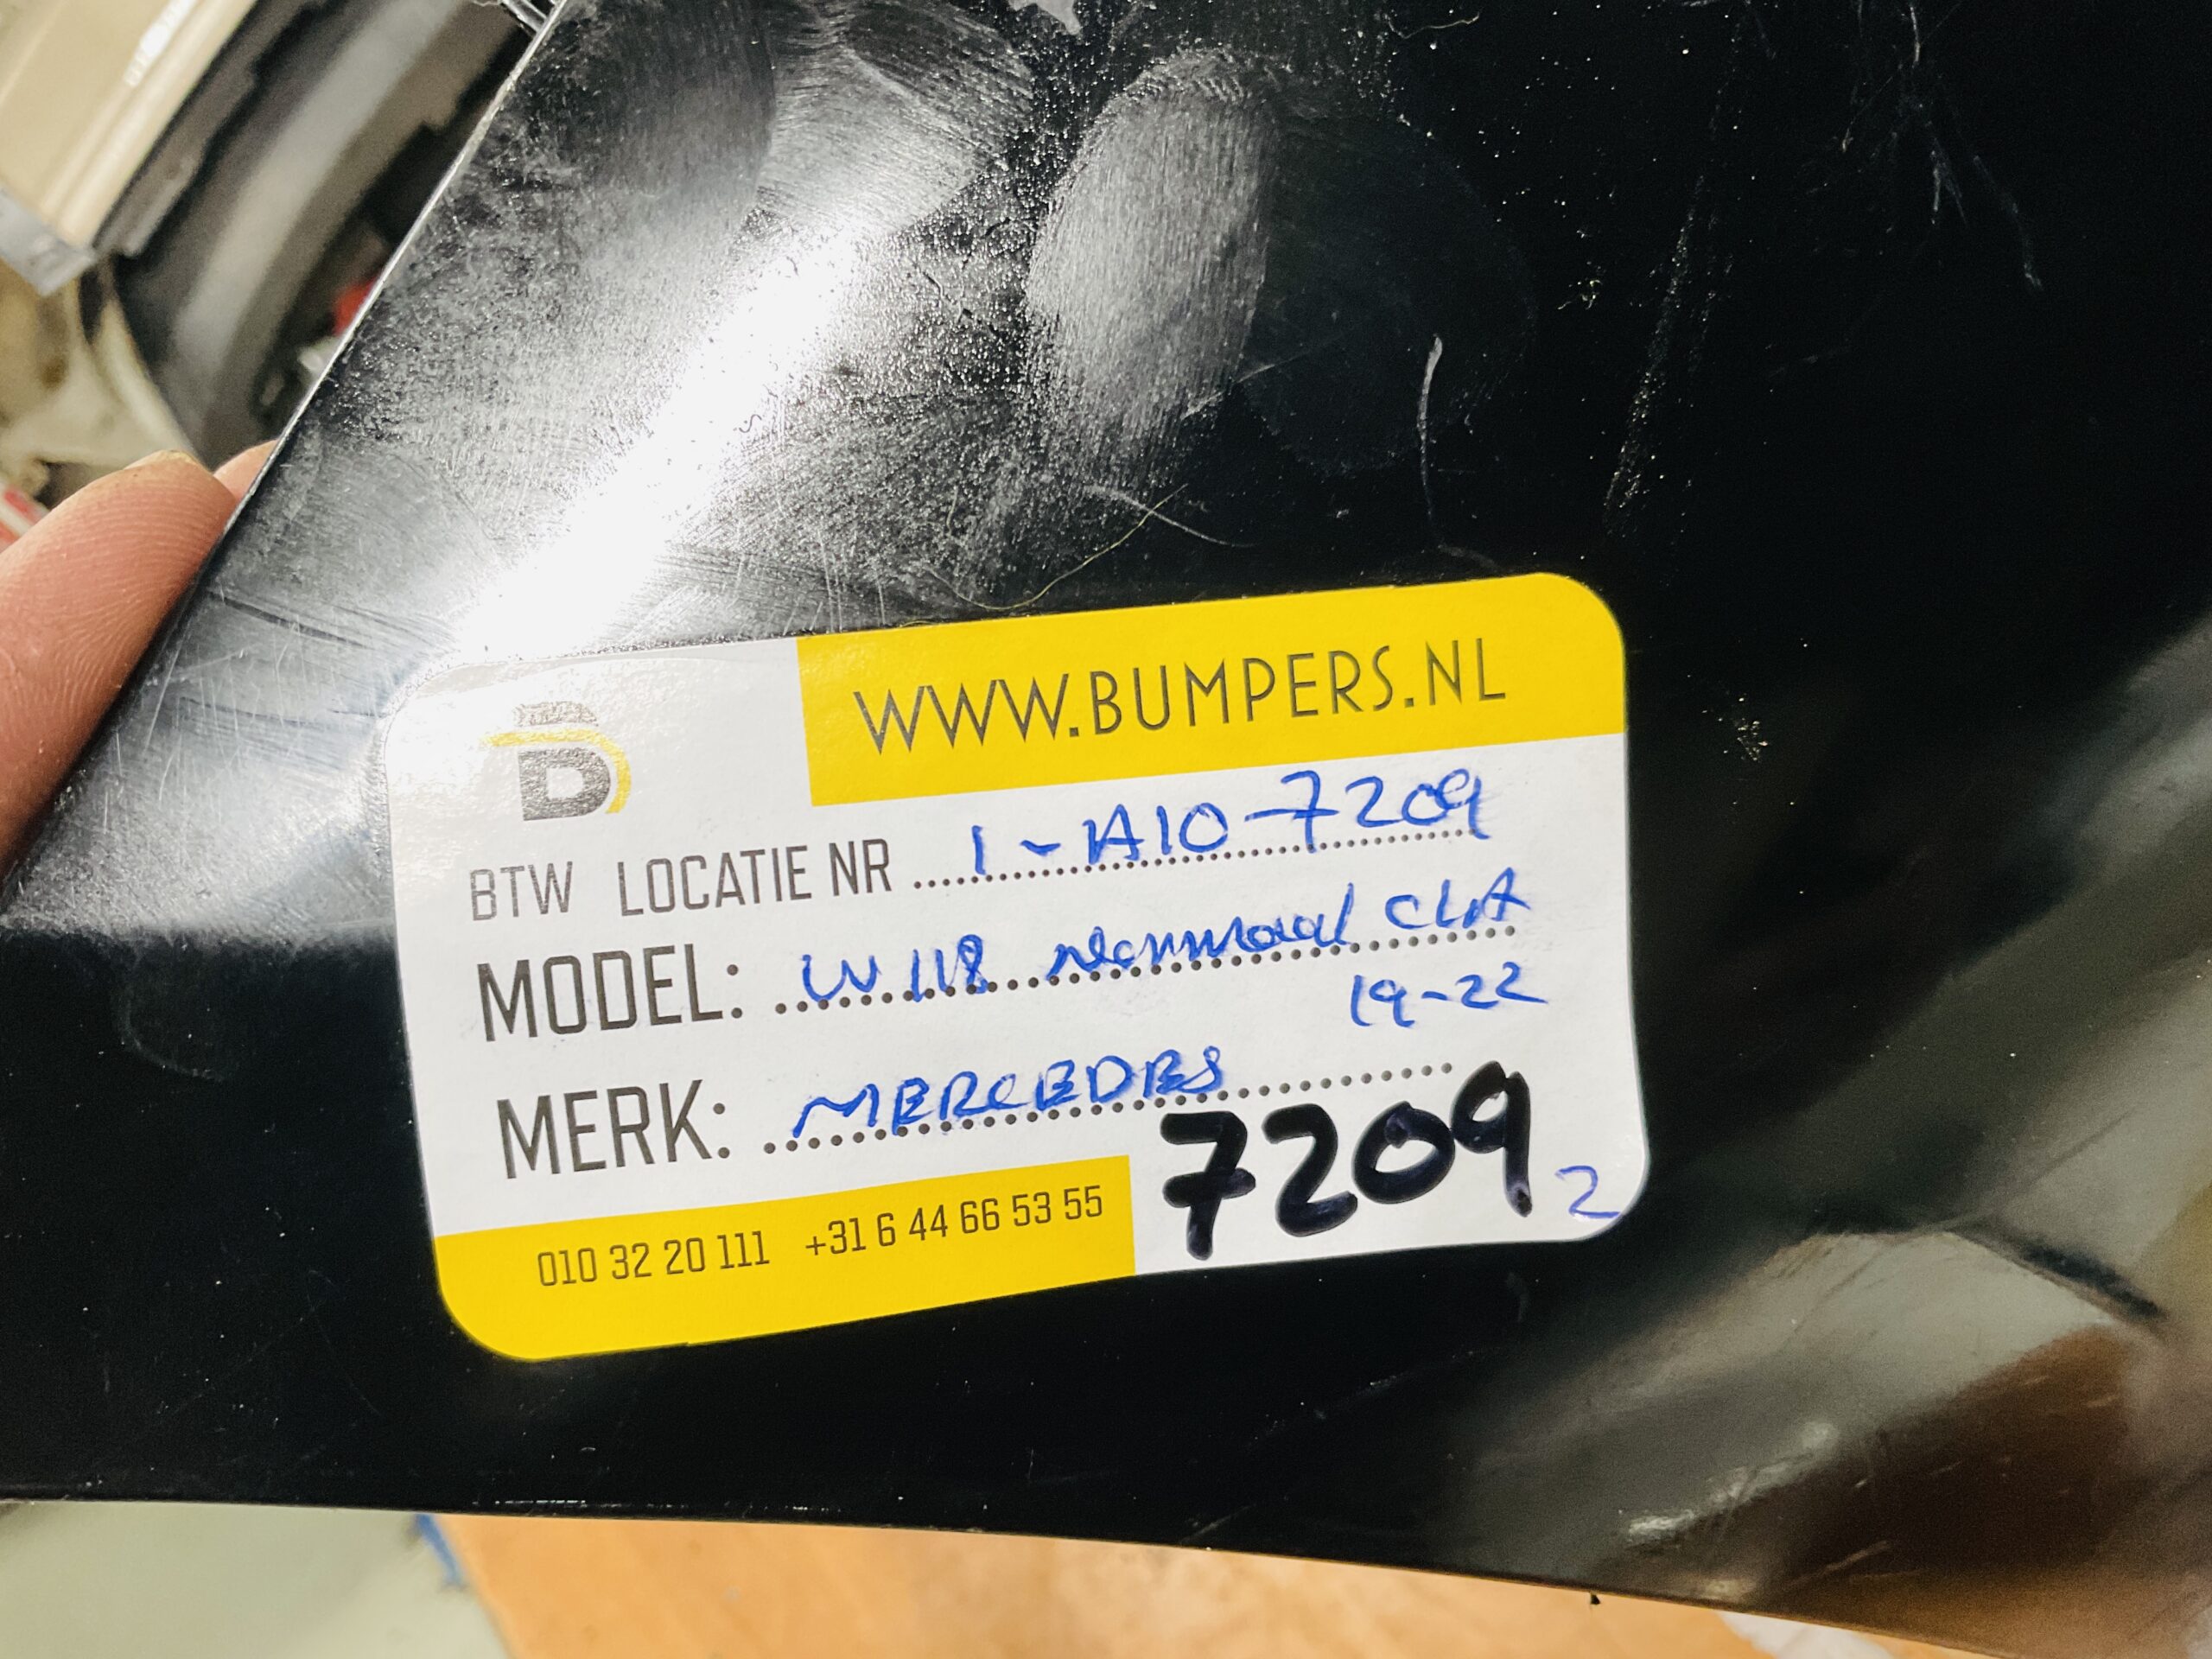 WWW.BUMPERS.NL
B
BTW LOCATIE NR 1-A10-7209
MODEL: W118 Normaal CLA
19-22
MERK: MERCEDES
7209 2
010 32 20 111 +31 6 44 66 53 55